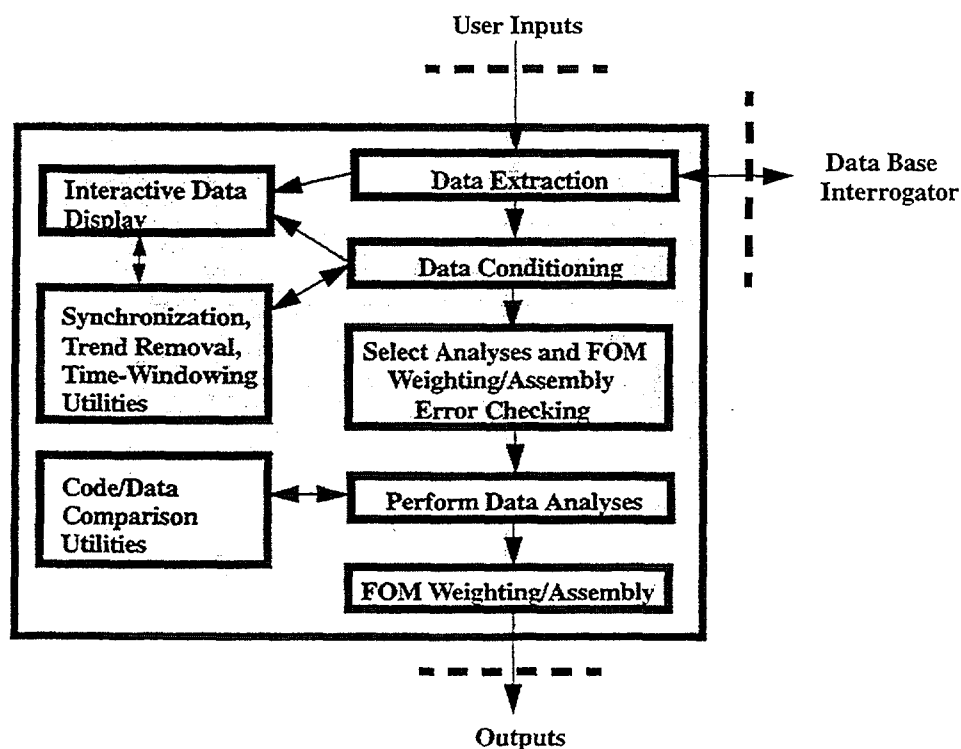 User Inputs
Data Extraction
Data Base
Interrogator
Interactive Data
Display
Data Conditioning
Synchronization,
Trend Removal,
Time-Windowing
Utilities
Select Analyses and FOM
Weighting/Assembly
Error Checking
Code/Data
Comparison
Utilities
Perform Data Analyses
FOM Weighting/Assembly
Outputs